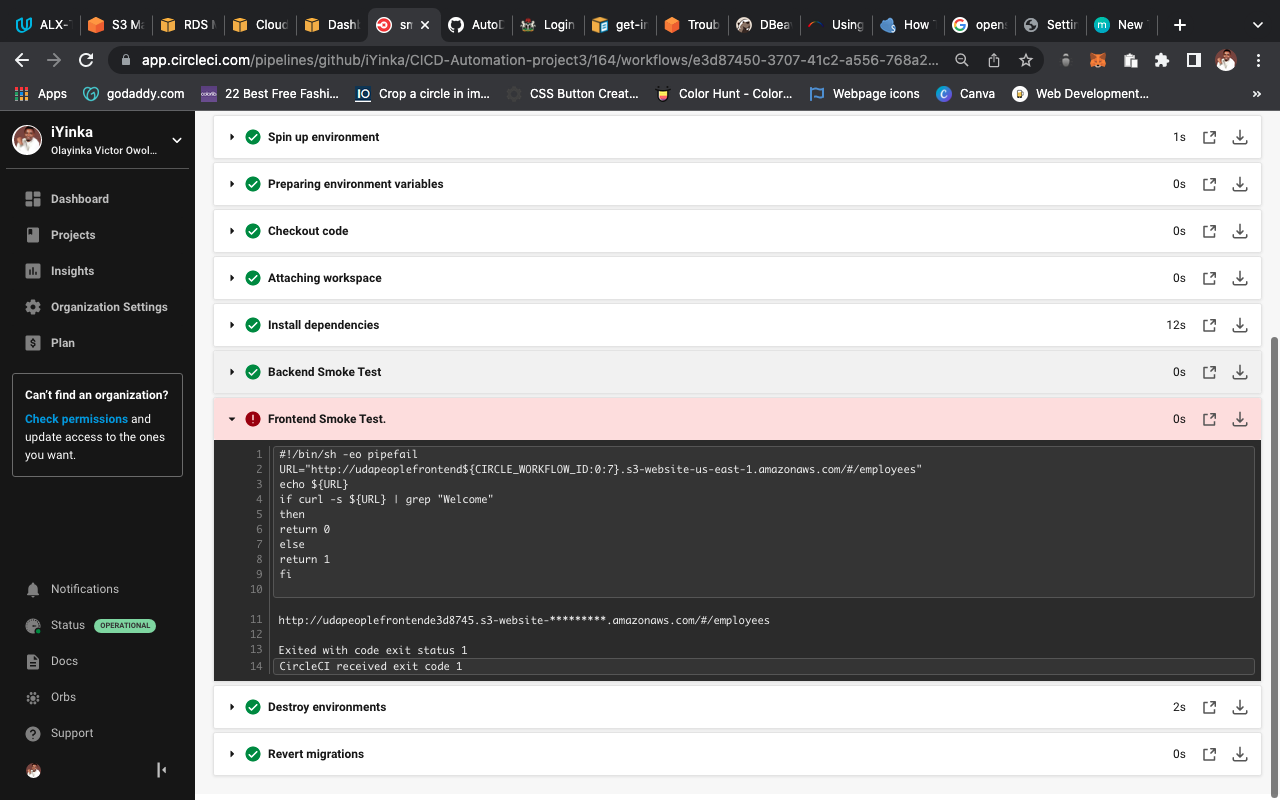 ALX-
S3 Ma
RDS M
Cloud
Dash
sm
AutoD
Login
get-in
Troub
DBea
Using
How
opens
Settin
New
app.circleci.com/pipelines/github/iYinka/CICD-Automation-project3/164/workflows/e3d87450-3707-41c2-a556-768a2...
Apps
godaddy.com
22 Best Free Fashi...
Crop a circle in im...
CSS Button Creat...
Color Hunt - Color...
Webpage icons
Canva
Web Development...
»
iYinka
Olayinka Victor Owol...
Dashboard
Projects
Insights
Organization Settings
Plan
Can't find an organization?
Check permissions and
update access to the ones
you want.
Notifications
Status OPERATIONAL
Docs
Orbs
Support
Spin up environment 1s
Preparing environment variables 0s
Checkout code 0s
Attaching workspace 0s
Install dependencies 12s
Backend Smoke Test 0s
Frontend Smoke Test. 0s
1 #!/bin/sh -eo pipefail
2 URL="http://udapeoplefrontend${CIRCLE_WORKFLOW_ID:0:7}.s3-website-us-east-1.amazonaws.com/#/employees"
3 echo ${URL}
4 if curl -s ${URL} | grep "Welcome"
5 then
6 return 0
7 else
8 return 1
9 fi
10
11 http://udapeoplefrontende3d8745.s3-website-*********.amazonaws.com/#/employees
12
13 Exited with code exit status 1
14 CircleCI received exit code 1
Destroy environments 2s
Revert migrations 0s